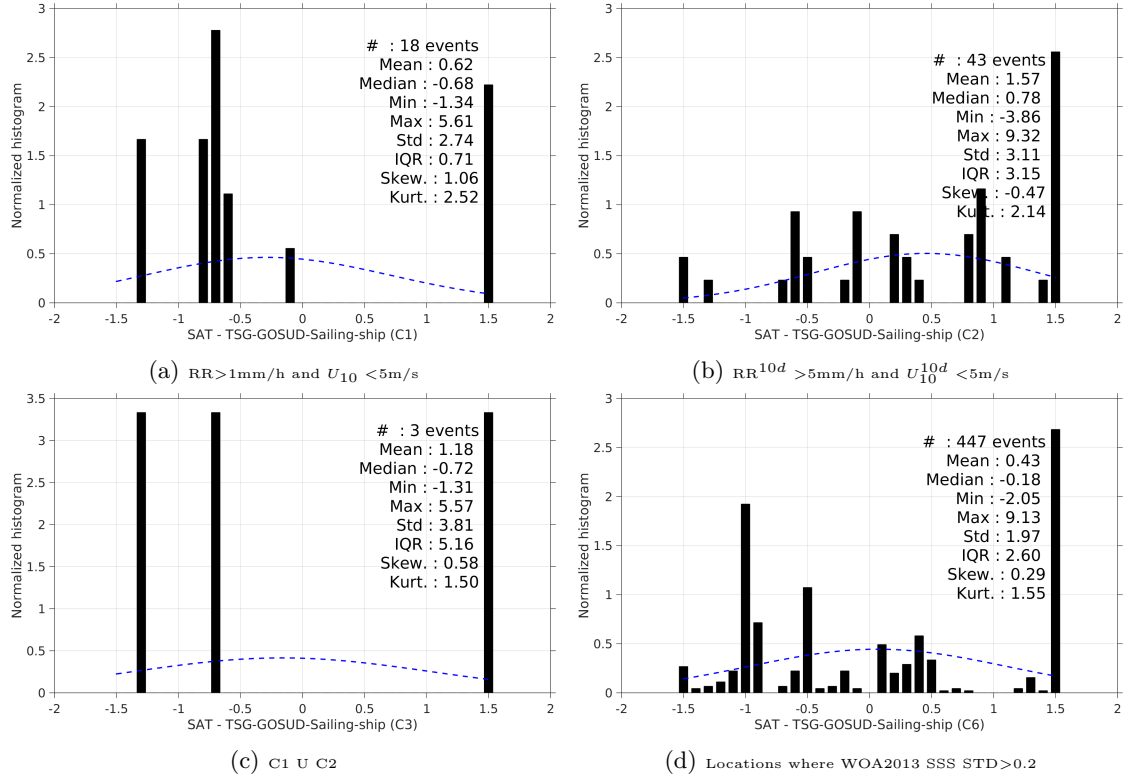 3
2.5
2
1.5
1
0.5
0
Normalized histogram
# : 18 events
Mean : 0.62
Median : -0.68
Min : -1.34
Max : 5.61
Std : 2.74
IQR : 0.71
Skew. : 1.06
Kurt. : 2.52
-2 -1.5 -1 -0.5 0 0.5 1 1.5 2
SAT - TSG-GOSUD-Sailing-ship (C1)
(a) RR>1mm/h and U10 <5m/s
3
2.5
2
1.5
1
0.5
0
Normalized histogram
# : 43 events
Mean : 1.57
Median : 0.78
Min : -3.86
Max : 9.32
Std : 3.11
IQR : 3.15
Skew. : -0.47
Kurt. : 2.14
-2 -1.5 -1 -0.5 0 0.5 1 1.5 2
SAT - TSG-GOSUD-Sailing-ship (C2)
(b) RR10d >5mm/h and U10d10 <5m/s
3.5
3
2.5
2
1.5
1
0.5
0
Normalized histogram
# : 3 events
Mean : 1.18
Median : -0.72
Min : -1.31
Max : 5.57
Std : 3.81
IQR : 5.16
Skew. : 0.58
Kurt. : 1.50
-2 -1.5 -1 -0.5 0 0.5 1 1.5 2
SAT - TSG-GOSUD-Sailing-ship (C3)
(c) C1 U C2
3
2.5
2
1.5
1
0.5
0
Normalized histogram
# : 447 events
Mean : 0.43
Median : -0.18
Min : -2.05
Max : 9.13
Std : 1.97
IQR : 2.60
Skew. : 0.29
Kurt. : 1.55
-2 -1.5 -1 -0.5 0 0.5 1 1.5 2
SAT - TSG-GOSUD-Sailing-ship (C6)
(d) Locations where WOA2013 SSS STD>0.2